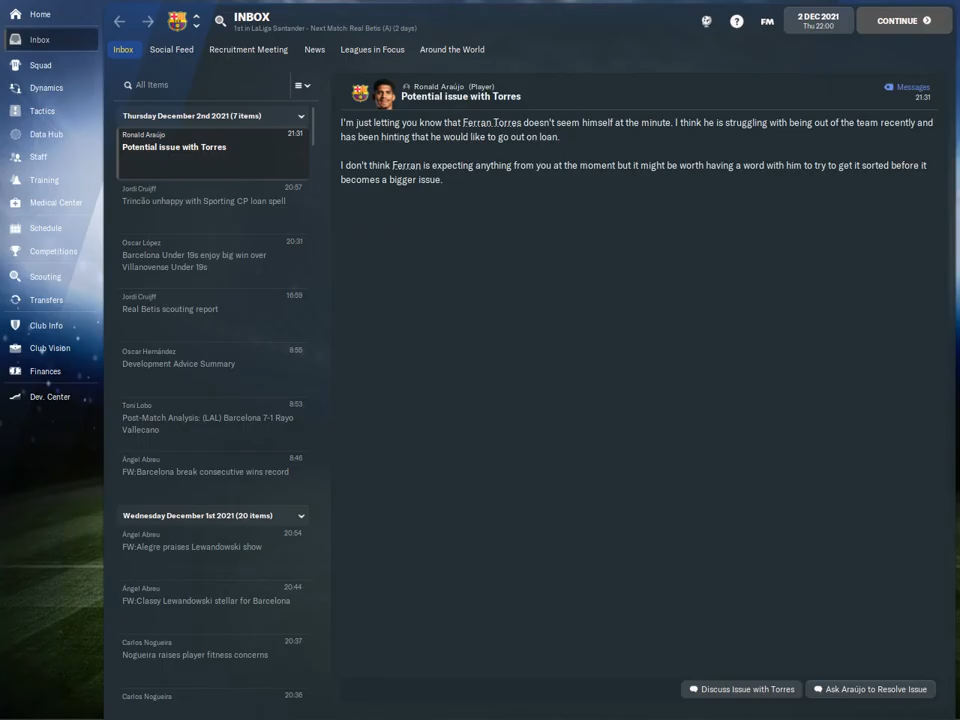 Home
Inbox
Squad
Dynamics
Tactics
Data Hub
Staff
Training
Medical Center
Schedule
Competitions
Scouting
Transfers
Club Info
Club Vision
Finances
Dev. Center
INBOX
1st in LaLiga Santander - Next Match: Real Betis (A) (2 days)
?
FM
2 DEC 2021
Thu 22:00
CONTINUE
Inbox
Social Feed
Recruitment Meeting
News
Leagues in Focus
Around the World
All Items
Thursday December 2nd 2021 (7 items)
Ronald Araújo 21:31
Potential issue with Torres
Jordi Cruijff 20:57
Trincão unhappy with Sporting CP loan spell
Óscar López 20:31
Barcelona Under 19s enjoy big win over
Villanovense Under 19s
Jordi Cruijff 16:59
Real Betis scouting report
Óscar Hernández 8:55
Development Advice Summary
Toni Lobo 8:53
Post-Match Analysis: (LAL) Barcelona 7-1 Rayo
Vallecano
Ángel Abreu 8:46
FW:Barcelona break consecutive wins record
Wednesday December 1st 2021 (20 items)
Ángel Abreu 20:54
FW:Alegre praises Lewandowski show
Ángel Abreu 20:44
FW:Classy Lewandowski stellar for Barcelona
Carlos Nogueira 20:37
Nogueira raises player fitness concerns
Carlos Nogueira 20:36
Ronald Araújo (Player)
Potential issue with Torres
Messages
21:31
I'm just letting you know that Ferran Torres doesn't seem himself at the minute. I think he is struggling with being out of the team recently and
has been hinting that he would like to go out on loan.
I don't think Ferran is expecting anything from you at the moment but it might be worth having a word with him to try to get it sorted before it
becomes a bigger issue.
Discuss Issue with Torres
Ask Araújo to Resolve Issue